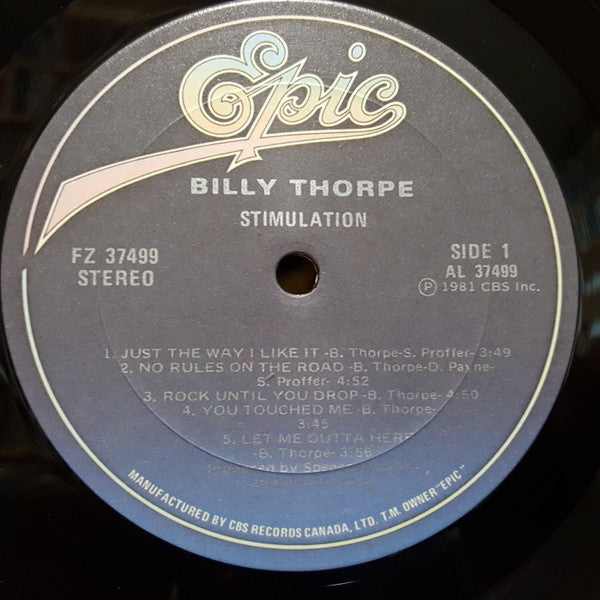 Epic
BILLY THORPE
STIMULATION
FZ 37499
STEREO
SIDE 1
AL 37499
Ⓟ 1981 CBS Inc.
1. JUST THE WAY I LIKE IT -B. Thorpe-S. Proffer- 3:49
2. NO RULES ON THE ROAD -B. Thorpe-D. Payne-
S. Proffer- 4:52
3. ROCK UNTIL YOU DROP -B. Thorpe- 4:50
4. YOU TOUCHED ME -B. Thorpe-
3:45
5. LET ME OUTTA HERE
-B. Thorpe- 3:56
Produced by Spencer
MANUFACTURED BY CBS RECORDS CANADA, LTD. T.M. OWNER "EPIC"